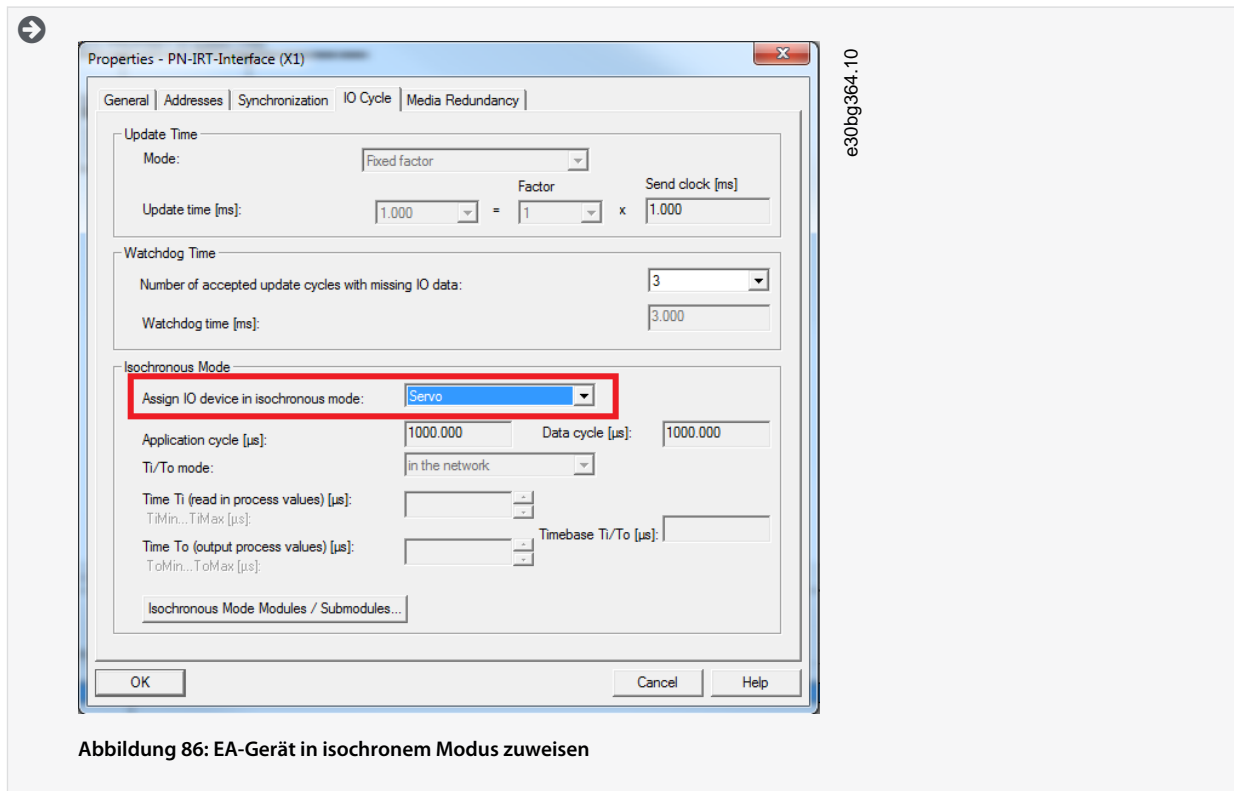 Properties - PN-IRT-Interface (X1)
General Addresses Synchronization IO Cycle Media Redundancy
Update Time
Mode: Fixed factor
Factor Send clock [ms]
Update time [ms]: 1.000 = 1 x 1.000
Watchdog Time
Number of accepted update cycles with missing IO data: 3
Watchdog time [ms]: 3.000
Isochronous Mode
Assign IO device in isochronous mode: Servo
Application cycle [µs]: 1000.000 Data cycle [µs]: 1000.000
Ti/To mode: in the network
Time Ti (read in process values) [µs]:
TiMin...TiMax [µs]:
Timebase Ti/To [µs]:
Time To (output process values) [µs]:
ToMin...ToMax [µs]:
Isochronous Mode Modules / Submodules...
OK Cancel Help
e30bg364.10
Abbildung 86: EA-Gerät in isochronem Modus zuweisen